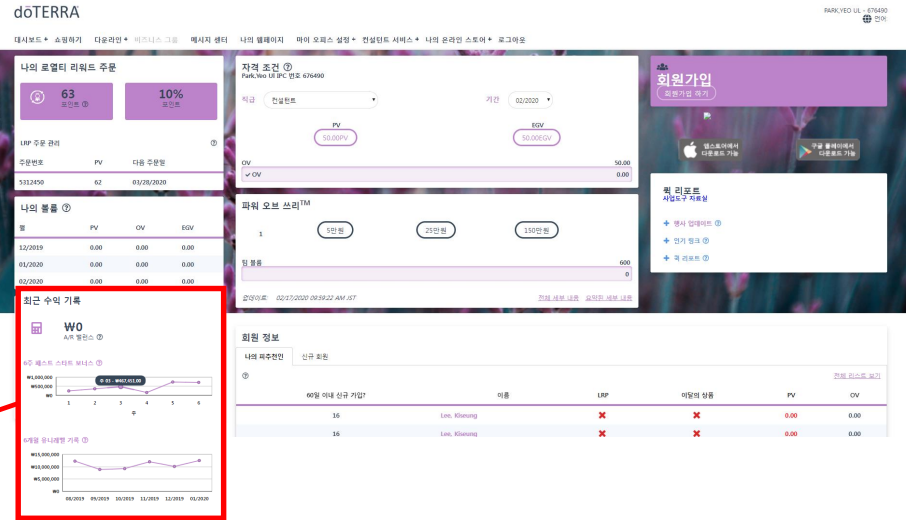 dōTERRA
PARK,YEO UL - 676490
언어
대시보드 + 쇼핑하기 다운라인 + 비즈니스 그룹 메시지 센터 나의 웹페이지 마이 오피스 설정 + 컨설턴트 서비스 + 나의 온라인 스토어 + 로그아웃
나의 로열티 리워드 주문
63
포인트
10%
포인트
LRP 주문 관리
주문번호 PV 다음 주문일
5312450 62 03/28/2020
나의 볼륨
월 PV OV EGV
12/2019 0.00 0.00 0.00
01/2020 0.00 0.00 0.00
02/2020 0.00 0.00 0.00
최근 수익 기록
₩0
A/R 밸런스
6주 패스트 스타트 보너스
₩1,000,000
₩500,000
₩0
주 03 - ₩467,451.00
1 2 3 4 5 6
주
6개월 유니레벨 기록
₩15,000,000
₩10,000,000
₩5,000,000
₩0
08/2019 09/2019 10/2019 11/2019 12/2019 01/2020
자격 조건
Park,Yeo Ul IPC 번호 676490
직급 컨설턴트 기간 02/2020
PV EGV
50.00PV 50.00EGV
OV 50.00
OV 0.00
파워 오브 쓰리TM
1 5만원 25만원 150만원
팀 볼륨 600
0
업데이트: 02/17/2020 09:59:22 AM JST 전체 세부 내용 요약된 세부 내용
회원가입
회원가입 하기
앱스토어에서
다운로드 가능
구글 플레이에서
다운로드 가능
퀵 리포트
사업도구 자료실
+ 행사 업데이트
+ 인기 링크
+ 퀵 리포트
회원 정보
나의 피추천인 신규 회원
전체 리스트 보기
60일 이내 신규 가입? 이름 LRP 이달의 상품 PV OV
16 Lee, Kiseung 0.00 0.00
16 Lee, Kiseung 0.00 0.00